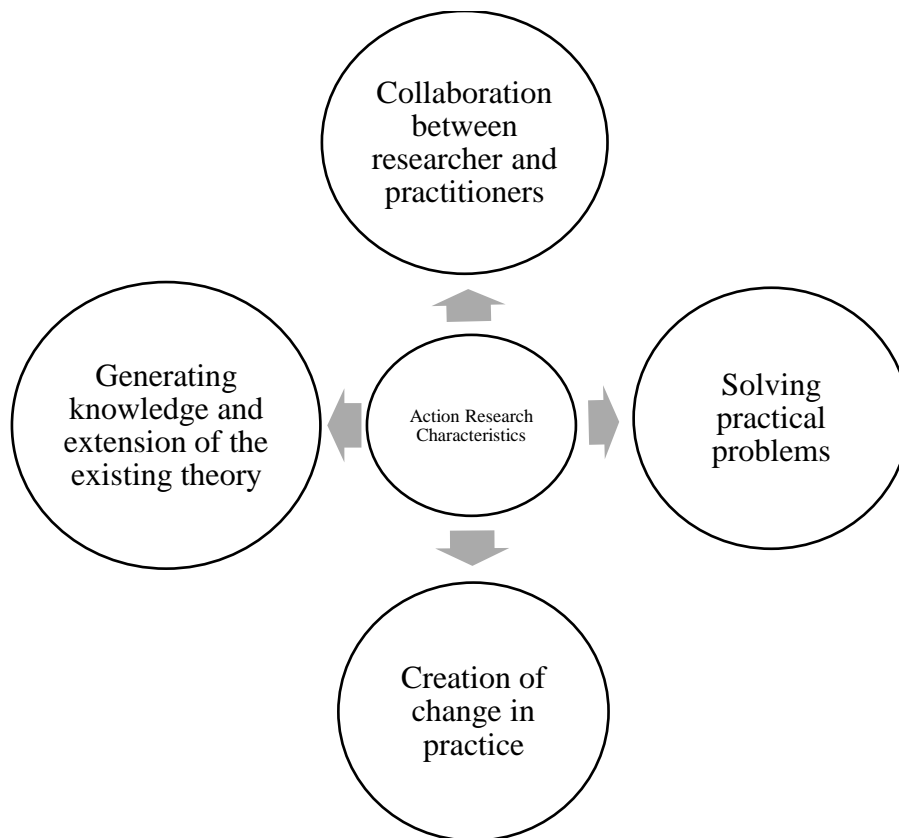 Collaboration
between
researcher and
practitioners
Generating
knowledge and
extension of the
existing theory
Action Research
Characteristics
Solving
practical
problems
Creation of
change in
practice